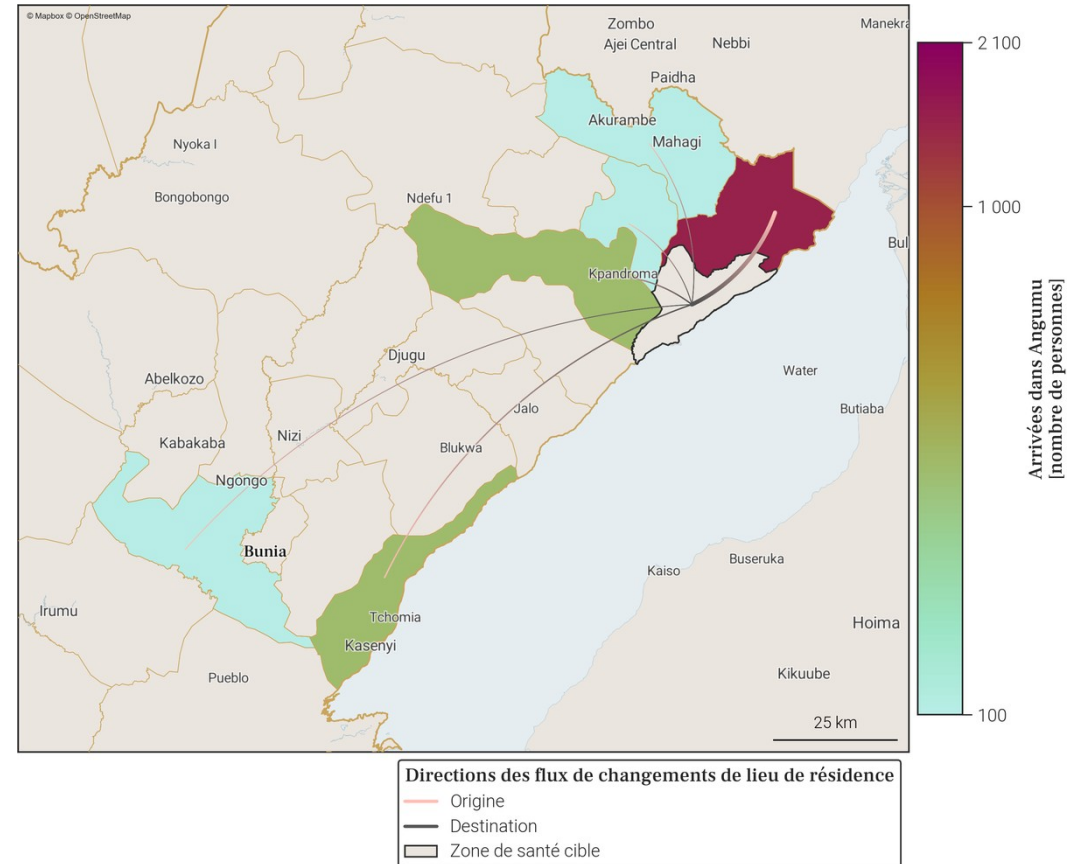 © Mapbox © OpenStreetMap
Zombo
Manekra
Ajei Central
Nebbi
2 100
Paidha
Akurambe
Mahagi
Nyoka I
Bongobongo
Ndefu 1
1 000
Bul
Kpandroma
Arrivées dans Angumu
[nombre de personnes]
Djugu
Water
Abelkozo
Butiaba
Jalo
Nizi
Kabakaba
Blukwa
Ngongo
Bunia
Buseruka
Kaiso
Irumu
Tchomia
Hoima
Kasenyi
Pueblo
Kikuube
100
25 km
Directions des flux de changements de lieu de résidence
Origine
Destination
Zone de santé cible